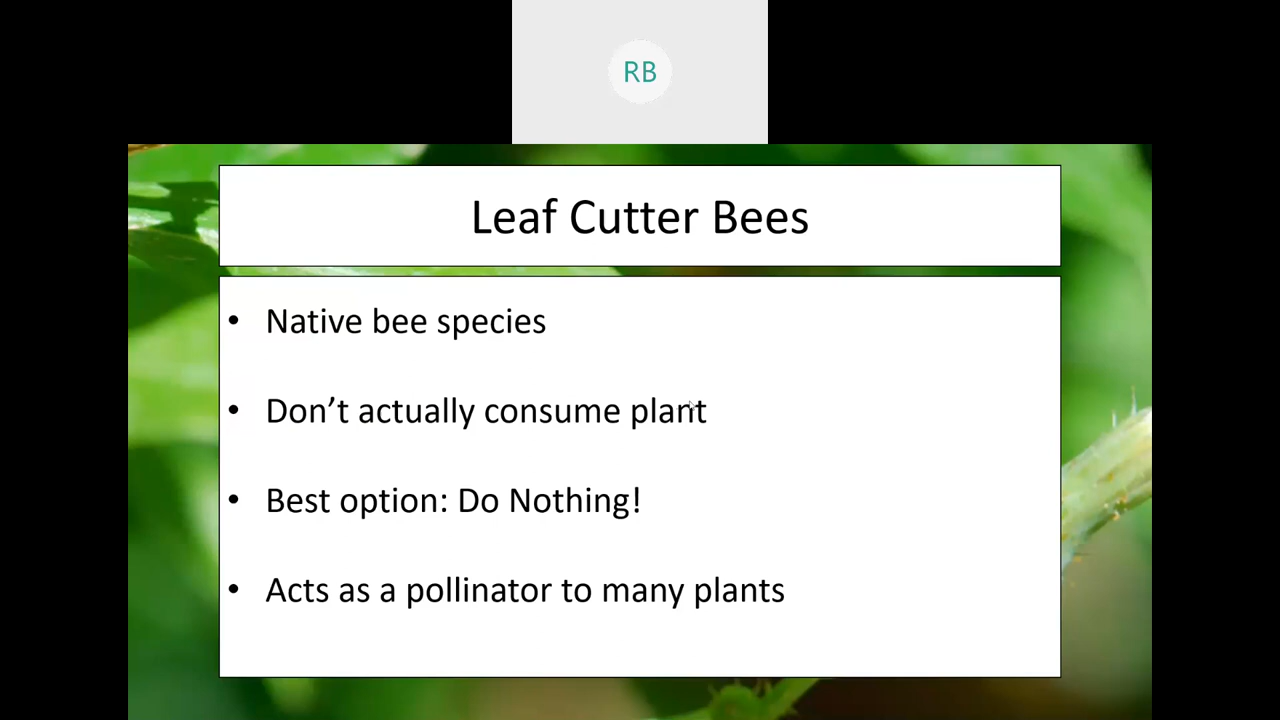 RB
Leaf Cutter Bees
• Native bee species
• Don’t actually consume plant
• Best option: Do Nothing!
• Acts as a pollinator to many plants